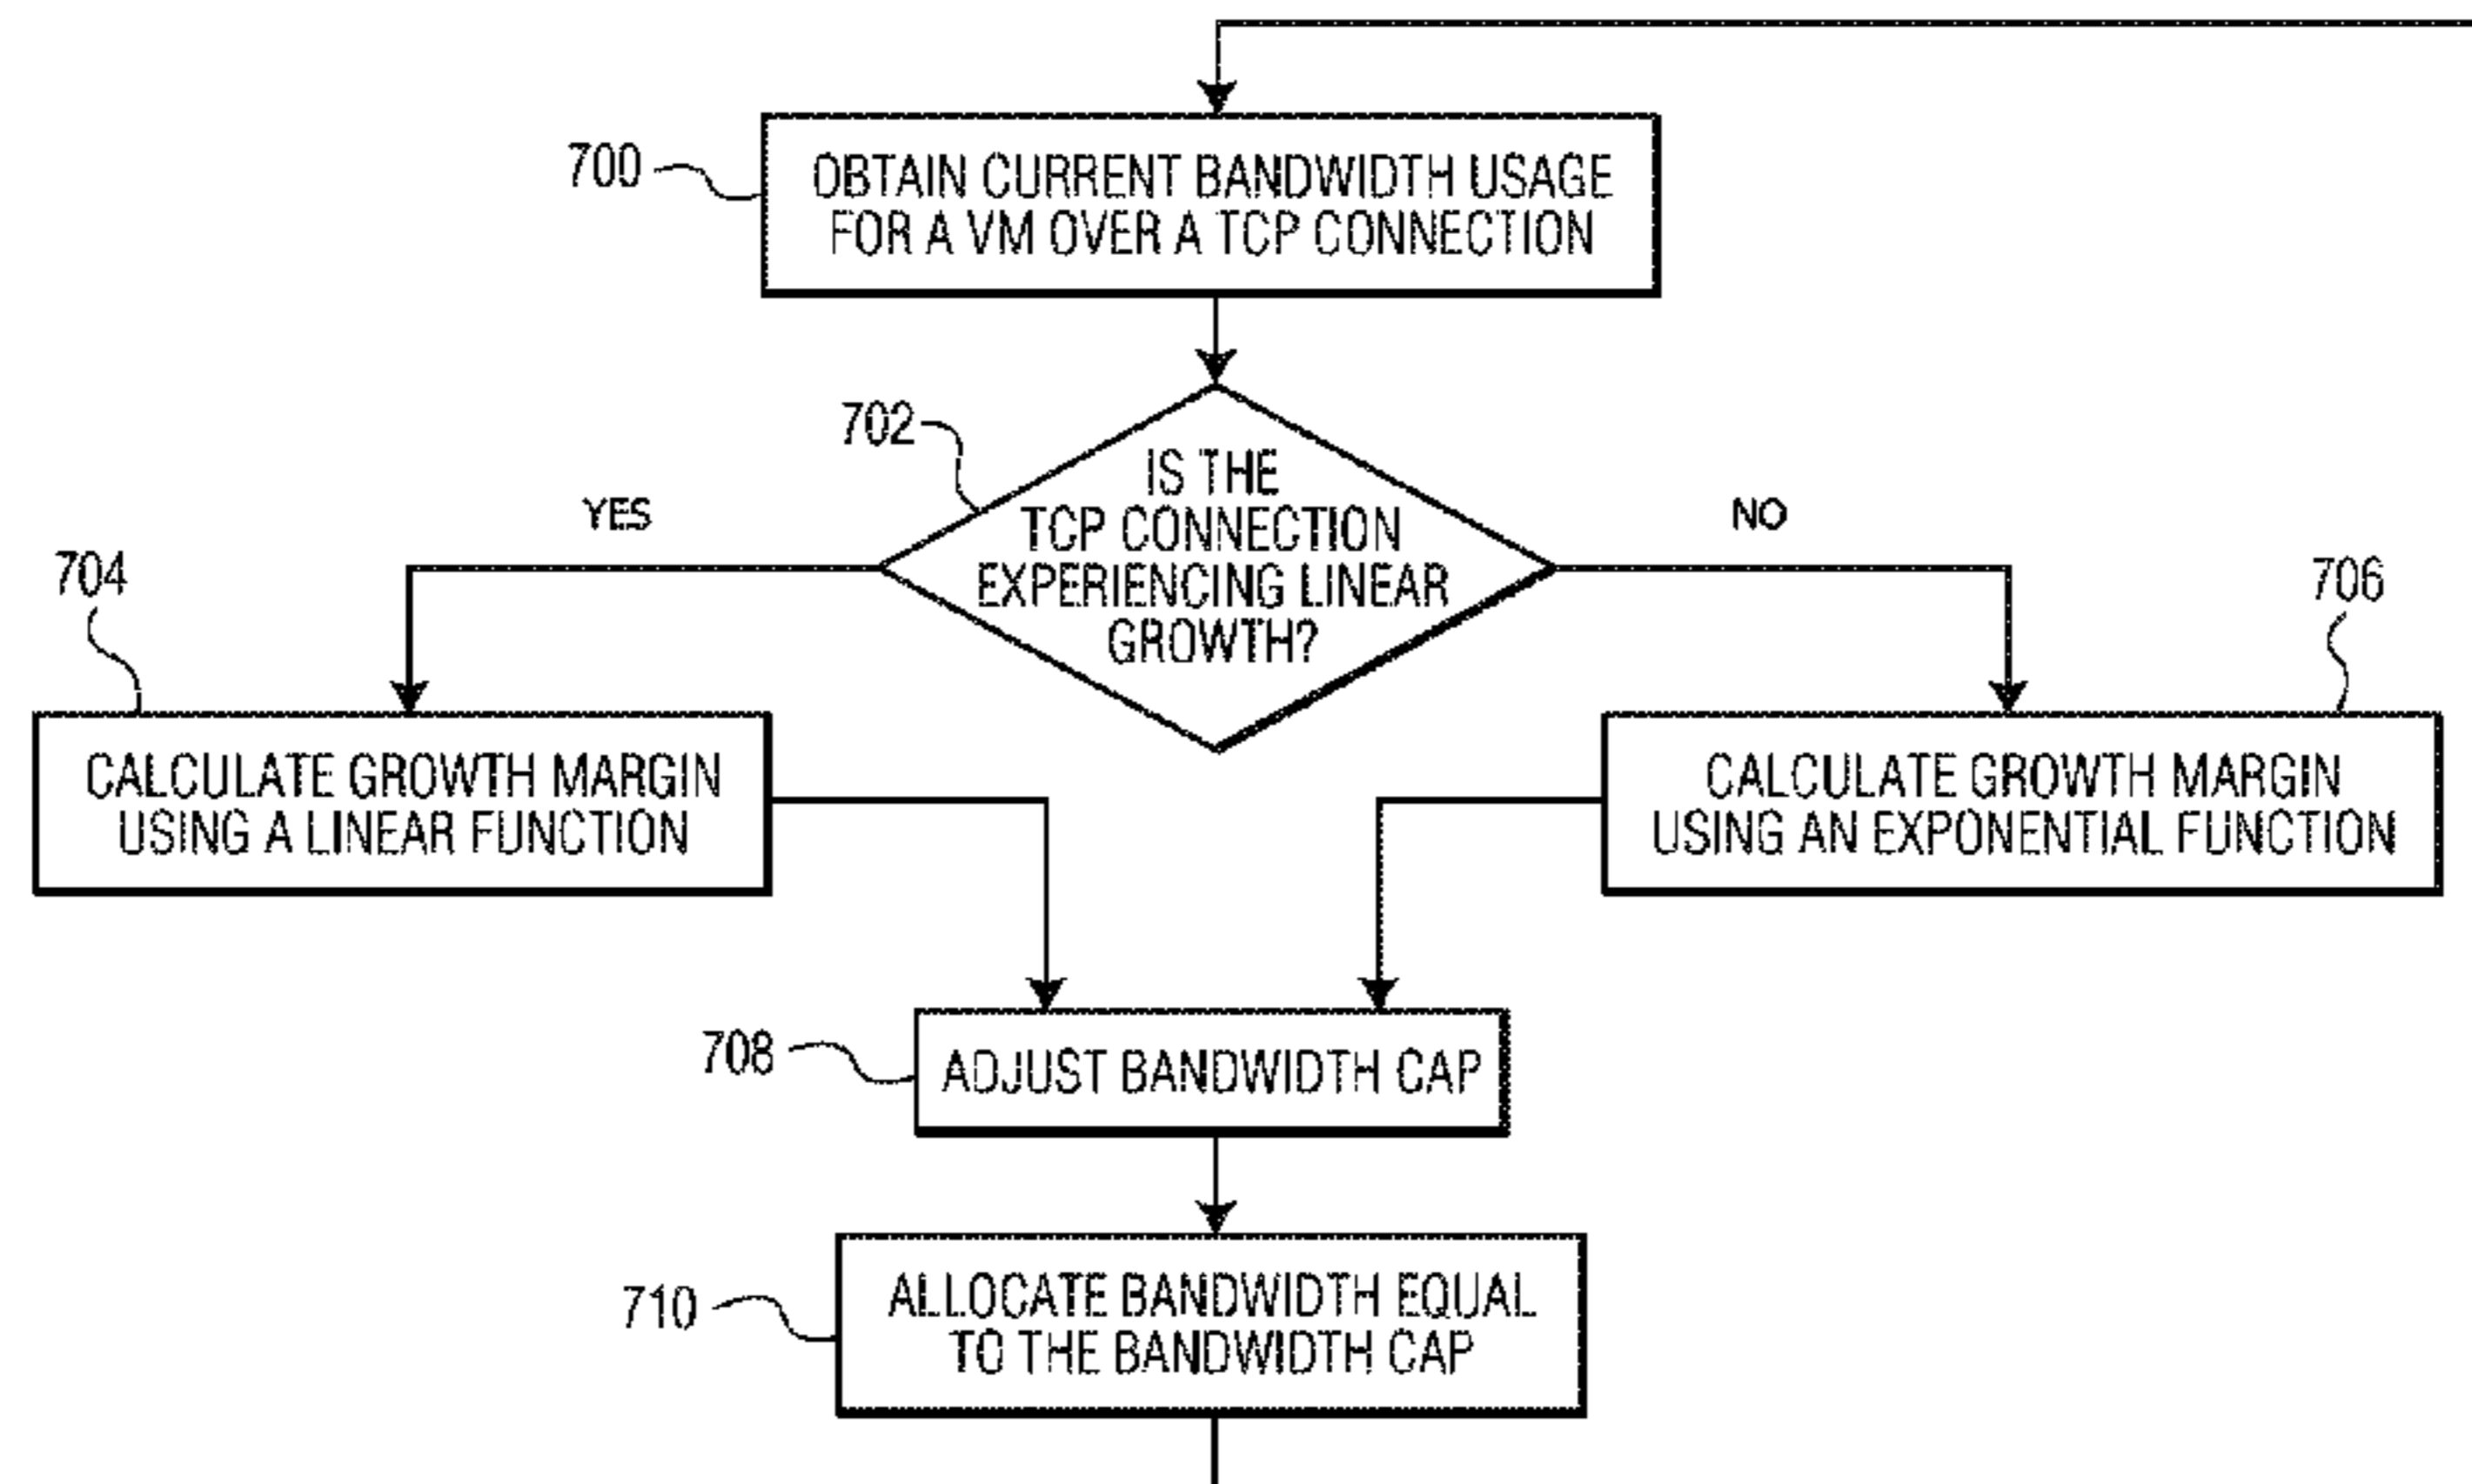 700
OBTAIN CURRENT BANDWIDTH USAGE
FOR A VM OVER A TCP CONNECTION
702
IS THE
TCP CONNECTION
EXPERIENCING LINEAR
GROWTH?
YES
NO
704
706
CALCULATE GROWTH MARGIN
USING A LINEAR FUNCTION
CALCULATE GROWTH MARGIN
USING AN EXPONENTIAL FUNCTION
708
ADJUST BANDWIDTH CAP
710
ALLOCATE BANDWIDTH EQUAL
TO THE BANDWIDTH CAP